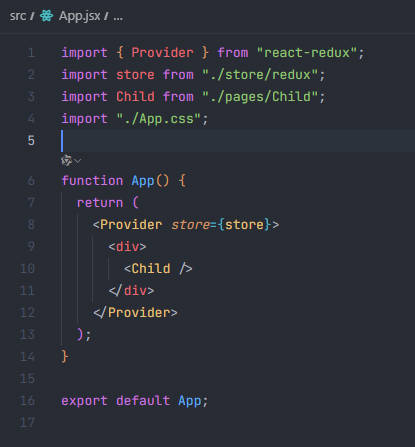 src / App.jsx / ...
1 import { Provider } from "react-redux";
2 import store from "./store/redux";
3 import Child from "./pages/Child";
4 import "./App.css";
5
6 function App() {
7   return (
8     <Provider store={store}>
9       <div>
10         <Child />
11       </div>
12     </Provider>
13   );
14 }
15
16 export default App;
17